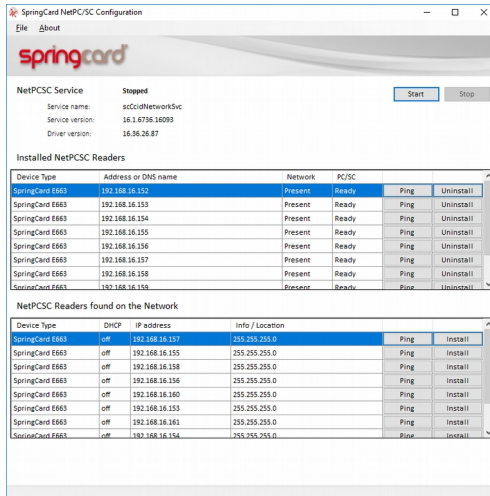 SpringCard NetPC/SC Configuration
File About
springcard
NetPCSC Service Stopped Start Stop
Service name: scCcidNetworkSvc
Service version: 16.1.6736.16093
Driver version: 16.36.26.87
Installed NetPCSC Readers
Device Type Address or DNS name Network PC/SC
SpringCard E663 192.168.16.152 Present Ready Ping Uninstall
SpringCard E663 192.168.16.153 Present Ready Ping Uninstall
SpringCard E663 192.168.16.154 Present Ready Ping Uninstall
SpringCard E663 192.168.16.155 Present Ready Ping Uninstall
SpringCard E663 192.168.16.156 Present Ready Ping Uninstall
SpringCard E663 192.168.16.157 Present Ready Ping Uninstall
SpringCard E663 192.168.16.158 Present Ready Ping Uninstall
SpringCard E663 192.168.16.159 Present Ready Ping Uninstall
NetPCSC Readers found on the Network
Device Type DHCP IP address Info / Location
SpringCard E663 off 192.168.16.157 255.255.255.0 Ping Install
SpringCard E663 off 192.168.16.155 255.255.255.0 Ping Install
SpringCard E663 off 192.168.16.158 255.255.255.0 Ping Install
SpringCard E663 off 192.168.16.156 255.255.255.0 Ping Install
SpringCard E663 off 192.168.16.160 255.255.255.0 Ping Install
SpringCard E663 off 192.168.16.153 255.255.255.0 Ping Install
SpringCard E663 off 192.168.16.161 255.255.255.0 Ping Install
SpringCard E663 off 192.168.16.154 255.255.255.0 Ping Install